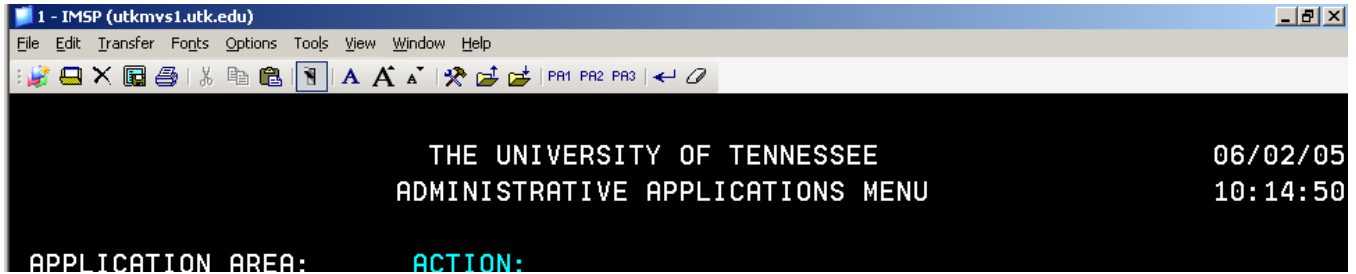 1 - IMSP (utkmvs1.utk.edu)
File Edit Transfer Fonts Options Tools View Window Help
A A A PA1 PA2 PA3
THE UNIVERSITY OF TENNESSEE 06/02/05
ADMINISTRATIVE APPLICATIONS MENU 10:14:50
APPLICATION AREA: ACTION: